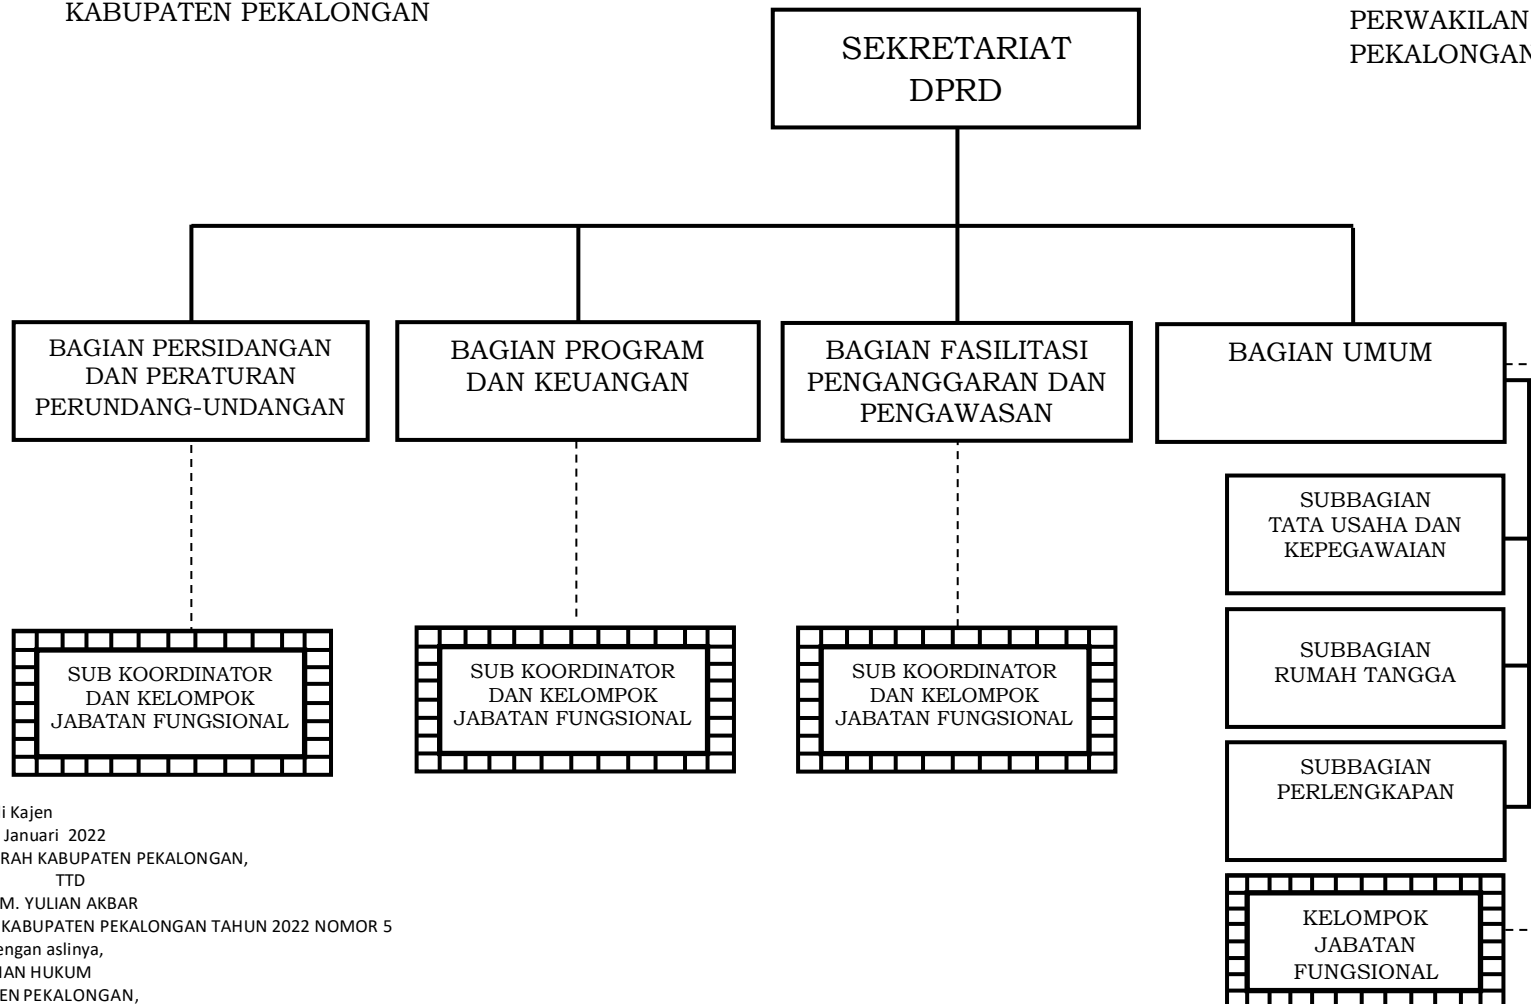 KABUPATEN PEKALONGAN
PERWAKILAN
PEKALONGAN
SEKRETARIAT
DPRD
BAGIAN PERSIDANGAN
DAN PERATURAN
PERUNDANG-UNDANGAN
BAGIAN PROGRAM
DAN KEUANGAN
BAGIAN FASILITASI
PENGANGGARAN DAN
PENGAWASAN
BAGIAN UMUM
SUBBAGIAN
TATA USAHA DAN
KEPEGAWAIAN
SUBBAGIAN
RUMAH TANGGA
SUBBAGIAN
PERLENGKAPAN
SUB KOORDINATOR
DAN KELOMPOK
JABATAN FUNGSIONAL
SUB KOORDINATOR
DAN KELOMPOK
JABATAN FUNGSIONAL
SUB KOORDINATOR
DAN KELOMPOK
JABATAN FUNGSIONAL
KELOMPOK
JABATAN
FUNGSIONAL
Kajen
Januari 2022
RAH KABUPATEN PEKALONGAN,
TTD
M. YULIAN AKBAR
KABUPATEN PEKALONGAN TAHUN 2022 NOMOR 5
engan aslinya,
IAN HUKUM
EN PEKALONGAN,